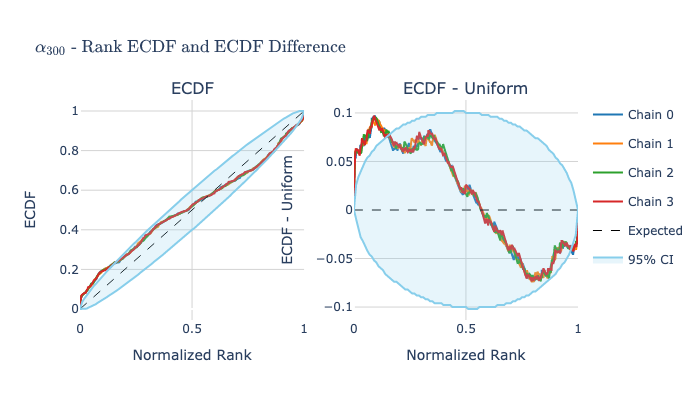 α₃₀₀ - Rank ECDF and ECDF Difference
ECDF
ECDF - Uniform
1
0.8
0.6
0.4
0.2
0
0
0.5
1
ECDF
Normalized Rank
0.1
0.05
0
−0.05
−0.1
0
0.5
1
ECDF - Uniform
Normalized Rank
Chain 0
Chain 1
Chain 2
Chain 3
Expected
95% CI